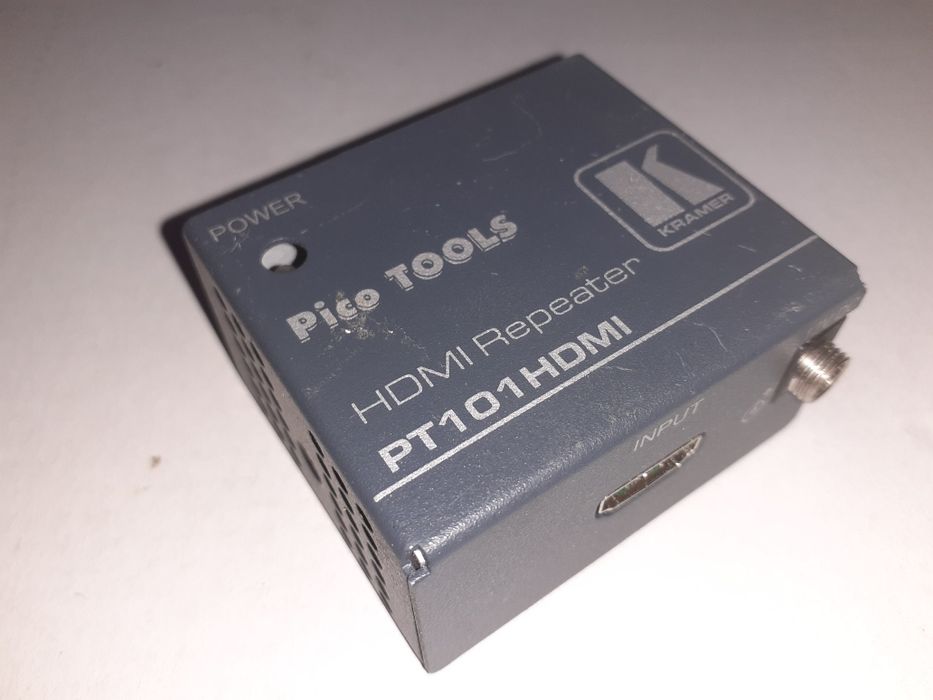 POWER
Pico TOOLS
HDMI Repeater
PT101HDMI
K
KRAMER
INPUT